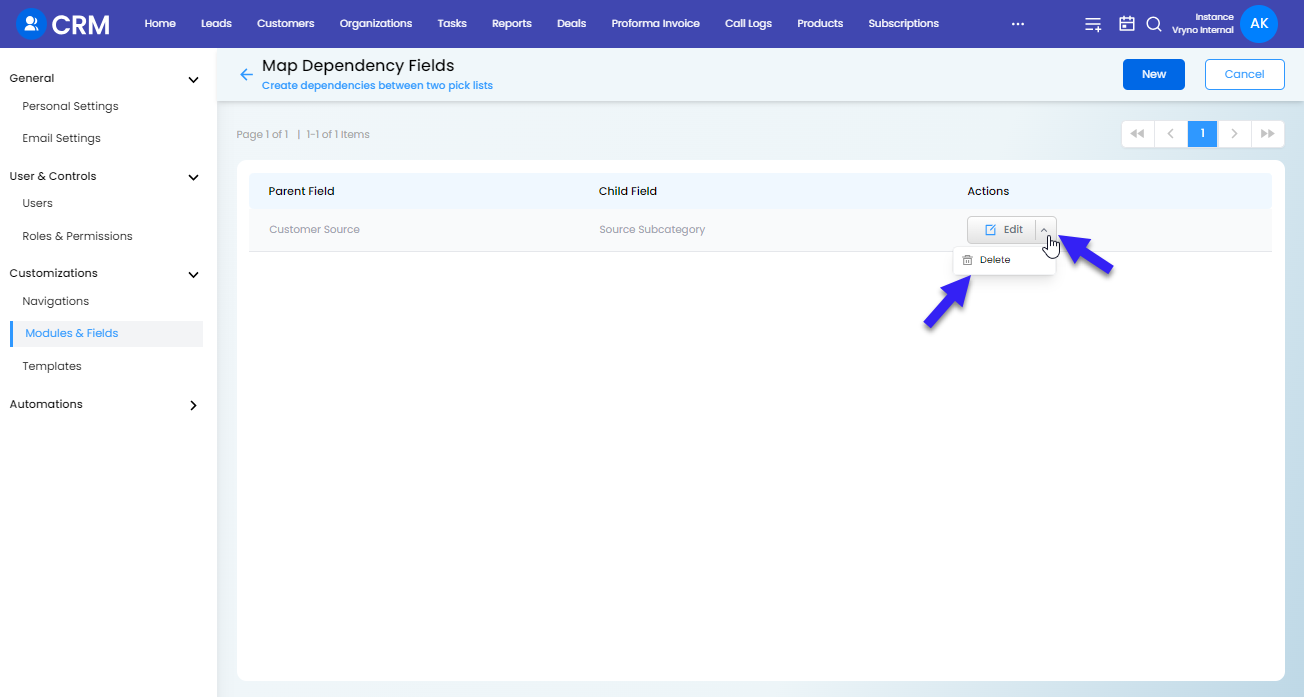 CRM
Home Leads Customers Organizations Tasks Reports Deals Proforma Invoice Call Logs Products Subscriptions ...
Instance
Vryno Internal
AK
General
Personal Settings
Email Settings
User & Controls
Users
Roles & Permissions
Customizations
Navigations
Modules & Fields
Templates
Automations
Map Dependency Fields
Create dependencies between two pick lists
New Cancel
Page 1 of 1 | 1-1 of 1 Items
1
Parent Field Child Field Actions
Customer Source Source Subcategory Edit
Delete